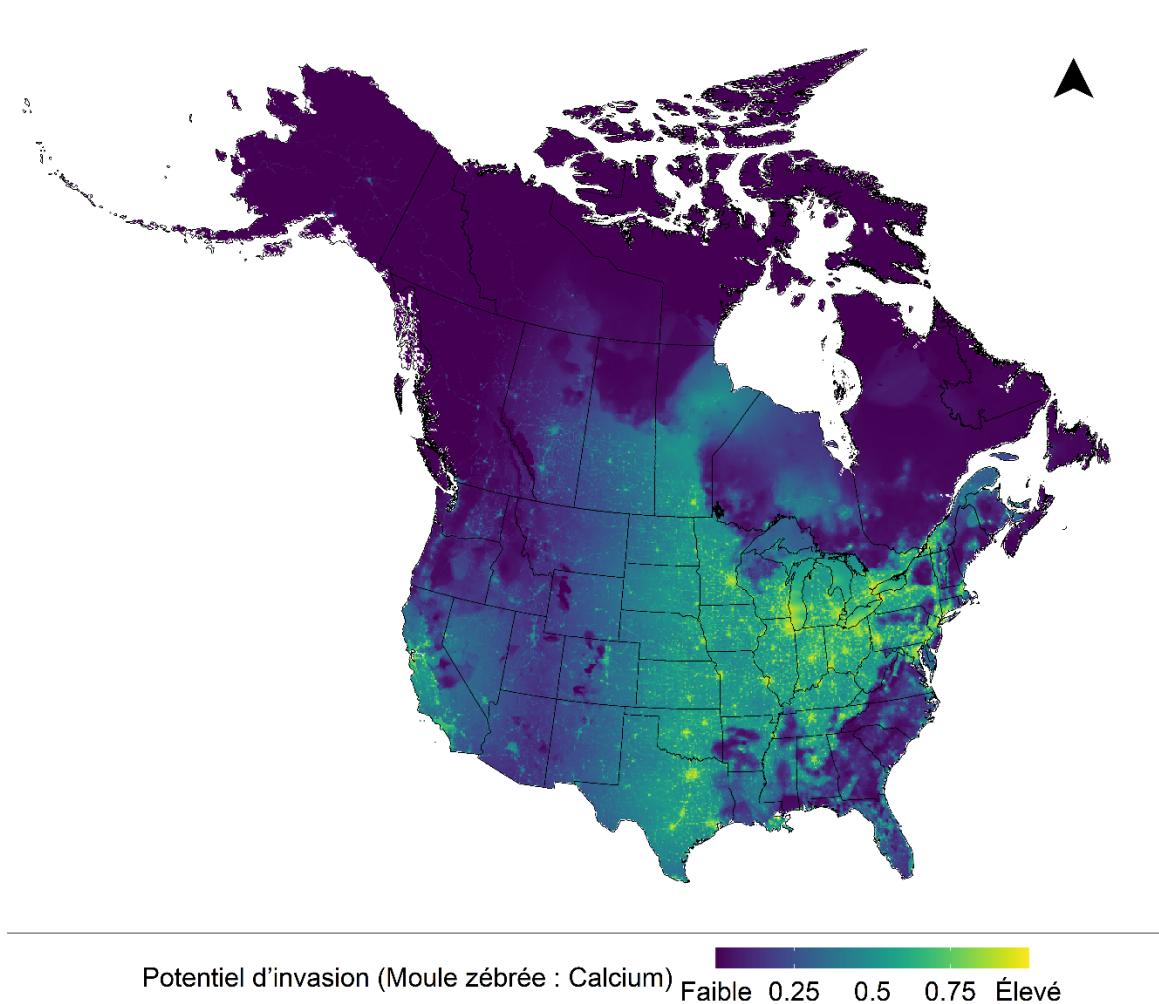 Potentiel d’invasion (Moule zébrée : Calcium)
Faible 0.25 0.5 0.75 Élevé